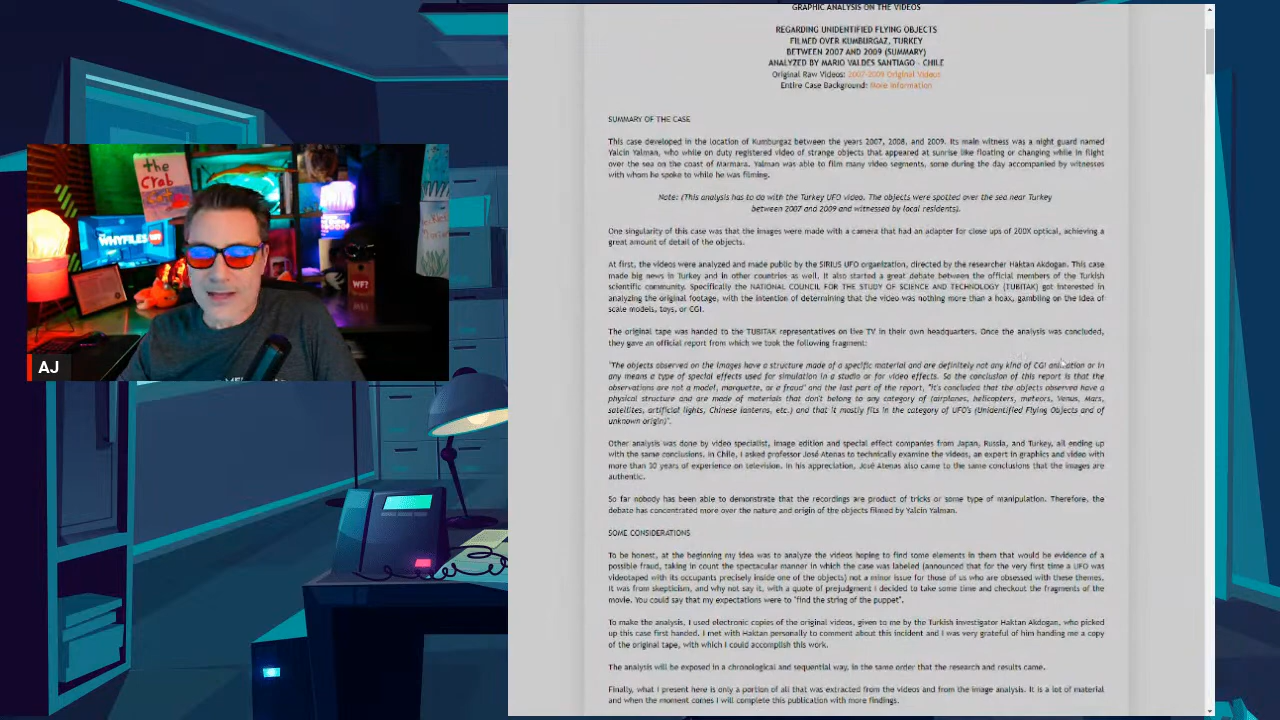 GRAPHIC ANALYSIS ON THE VIDEOS
REGARDING UNIDENTIFIED FLYING OBJECTS
FILMED OVER KUMBURGAZ, TURKEY
BETWEEN 2007 AND 2009 (SUMMARY)
ANALYZED BY MARIO VALDES SANTIAGO - CHILE
Original Raw Videos: 2007-2009 Original Videos
Entire Case Background: More Information
SUMMARY OF THE CASE
This case developed in the location of Kumburgaz between the years 2007, 2008, and 2009. Its main witness was a night guard named
Yalcin Yalman, who while on duty registered video of strange objects that appeared at sunrise like floating or changing while in flight
over the sea on the coast of Marmara. Yalman was able to film many video segments, some during the day accompanied by witnesses
with whom he spoke to while he was filming.
Note: (This analysis has to do with the Turkey UFO video. The objects were spotted over the sea near Turkey
between 2007 and 2009 and witnessed by local residents).
One singularity of this case was that the images were made with a camera that had an adapter for close ups of 200X optical, achieving a
great amount of detail of the objects.
At first, the videos were analyzed and made public by the SIRIUS UFO organization, directed by the researcher Haktan Akdogan. This case
made big news in Turkey and in other countries as well. It also started a great debate between the official members of the Turkish
scientific community. Specifically the NATIONAL COUNCIL FOR THE STUDY OF SCIENCE AND TECHNOLOGY (TUBITAK) got interested in
analyzing the original footage, with the intention of determining that the video was nothing more than a hoax, gambling on the idea of
scale models, toys, or CGI.
The original tape was handed to the TUBITAK representatives on live TV in their own headquarters. Once the analysis was concluded,
they gave an official report from which we took the following fragment:
"The objects observed on the images have a structure made of a specific material and are definitely not any kind of CGI animation or in
any means a type of special effects used for simulation in a studio or for video effects. So the conclusion of this report is that the
observations are not a model, marquette, or a fraud" and the last part of the report, "it's concluded that the objects observed have a
physical structure and are made of materials that don't belong to any category of (airplanes, helicopters, meteors, Venus, Mars,
satellites, artificial lights, Chinese lanterns, etc.) and that it mostly fits in the category of UFO's (Unidentified Flying Objects and of
unknown origin)".
Other analysis was done by video specialist, image edition and special effect companies from Japan, Russia, and Turkey, all ending up
with the same conclusions. In Chile, I asked professor José Atenas to technically examine the videos, an expert in graphics and video with
more than 30 years of experience on television. In his appreciation, José Atenas also came to the same conclusions that the images are
authentic.
So far nobody has been able to demonstrate that the recordings are product of tricks or some type of manipulation. Therefore, the
debate has concentrated more over the nature and origin of the objects filmed by Yalcin Yalman.
SOME CONSIDERATIONS
To be honest, at the beginning my idea was to analyze the videos hoping to find some elements in them that would be evidence of a
possible fraud, taking in count the spectacular manner in which the case was labeled (announced that for the very first time a UFO was
videotaped with its occupants precisely inside one of the objects) not a minor issue for those of us who are obsessed with these themes.
It was from skepticism, and why not say it, with a quote of prejudgment I decided to take some time and checkout the fragments of the
movie. You could say that my expectations were to "find the string of the puppet".
To make the analysis, I used electronic copies of the original videos, given to me by the Turkish investigator Haktan Akdogan, who picked
up this case first handed. I met with Haktan personally to comment about this incident and I was very grateful of him handing me a copy
of the original tape, with which I could accomplish this work.
The analysis will be exposed in a chronological and sequential way, in the same order that the research and results came.
Finally, what I present here is only a portion of all that was extracted from the videos and from the image analysis. It is a lot of material
and when the moment comes I will complete this publication with more findings.
the
Crab
THE
WHYFILES
WF?
AJ